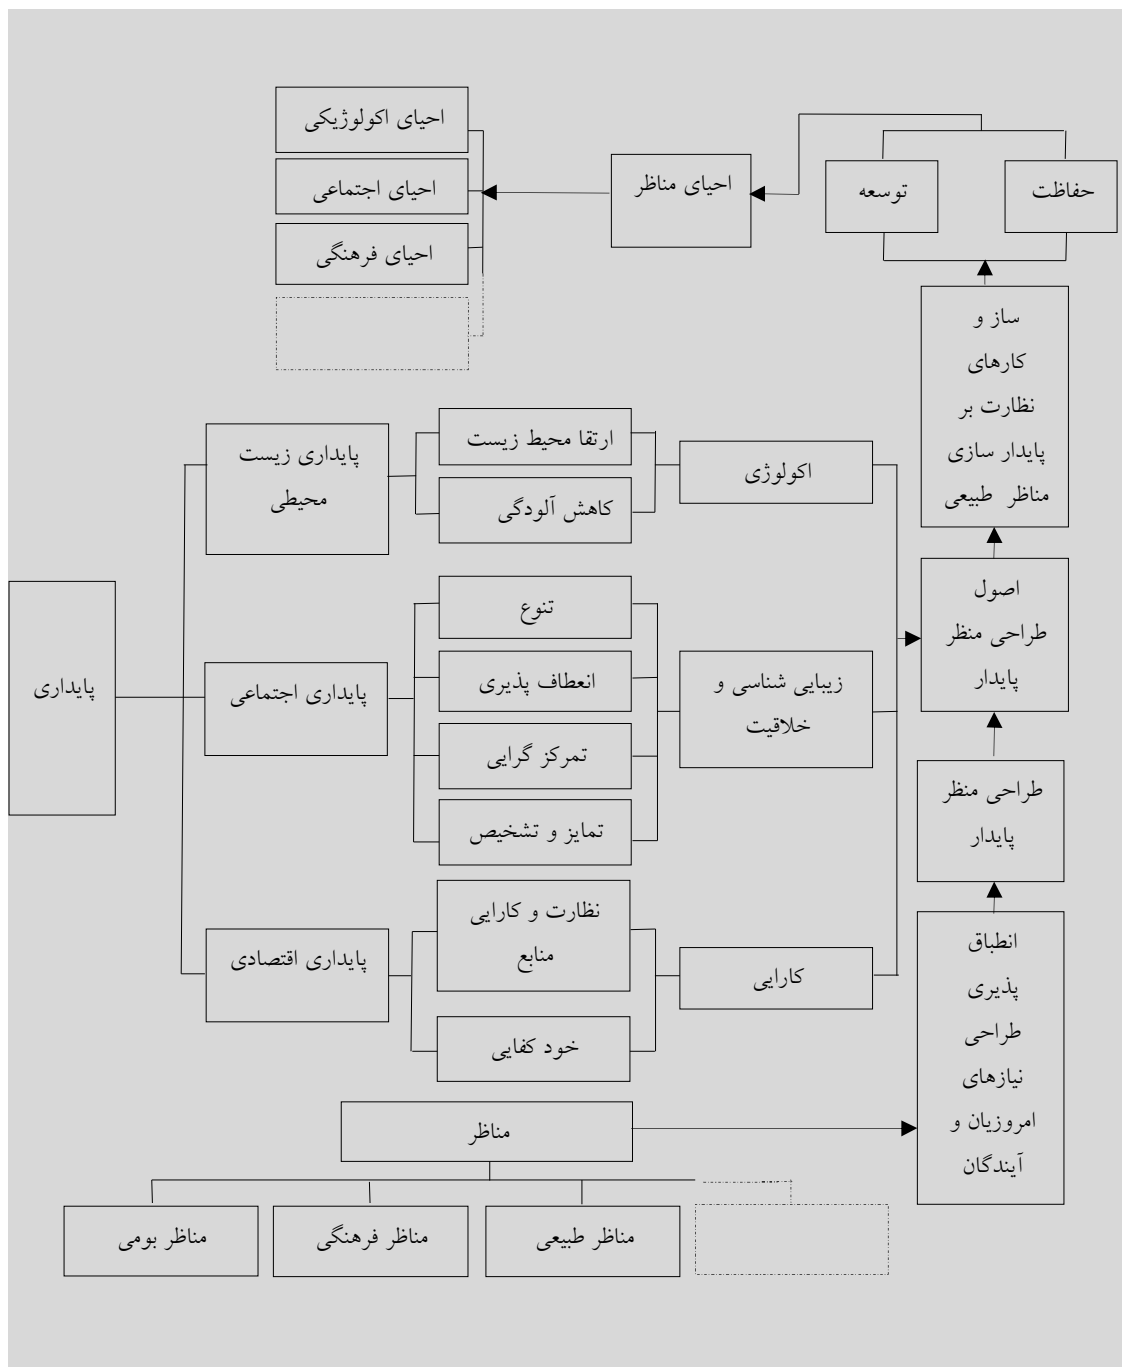 احیای اکولوژیکی
احیای اجتماعی
احیای فرهنگی
احیای مناظر
توسعه
حفاظت
ساز و
کارهای
نظارت بر
پایدار سازی
مناظر طبیعی
اصول
طراحی منظر
پایدار
طراحی منظر
پایدار
انطباق
پذیری
طراحی
نیازهای
امروزیان و
آیندگان
اکولوژی
زیبایی شناسی و
خلاقیت
کارایی
ارتقا محیط زیست
کاهش آلودگی
تنوع
انعطاف پذیری
تمرکز گرایی
تمایز و تشخیص
نظارت و کارایی
منابع
خود کفایی
پایداری زیست
محیطی
پایداری اجتماعی
پایداری اقتصادی
پایداری
مناظر
مناظر طبیعی
مناظر فرهنگی
مناظر بومی